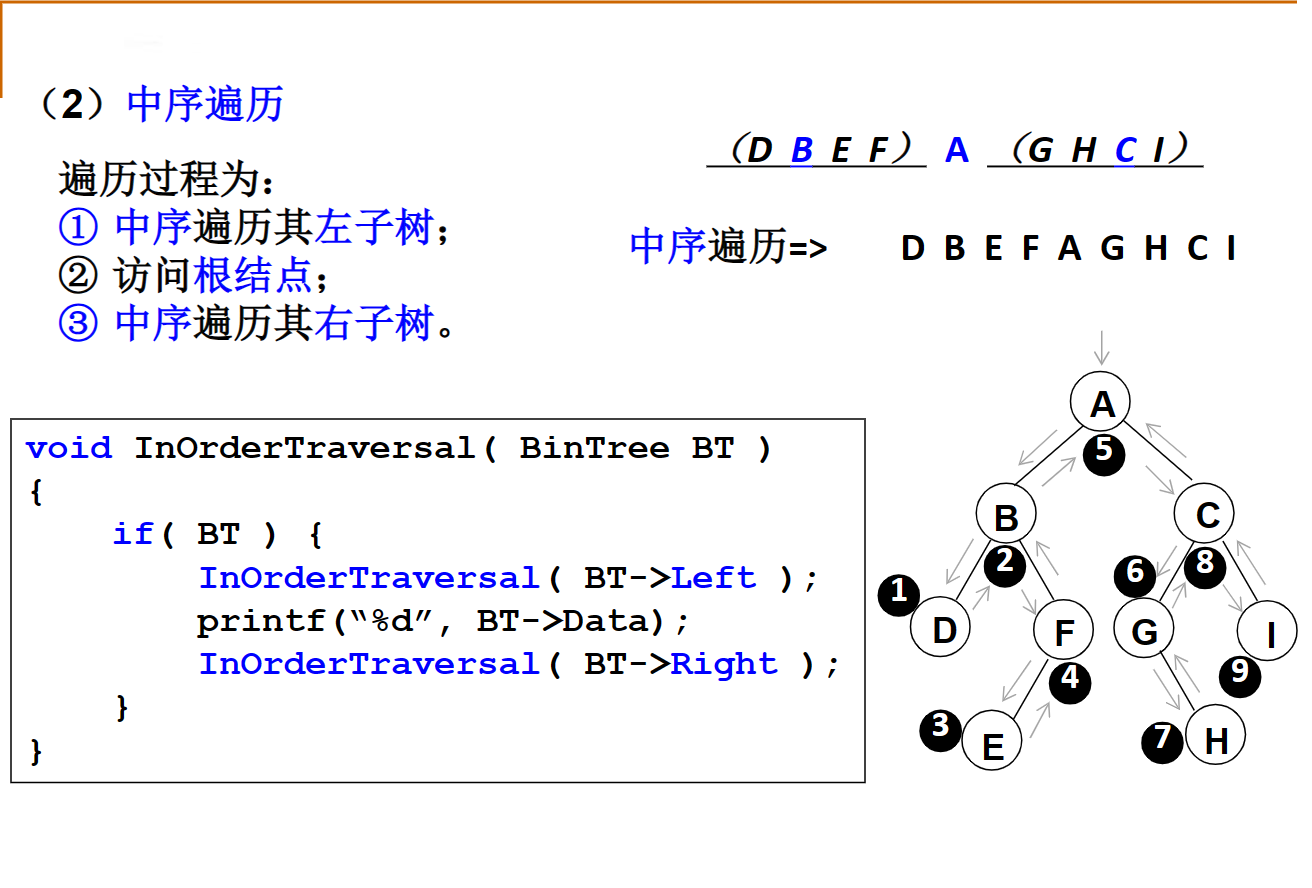 （2）中序遍历
遍历过程为：
① 中序遍历其左子树；
② 访问根结点；
③ 中序遍历其右子树。
（D B E F） A （G H C I）
中序遍历=> D B E F A G H C I
void InOrderTraversal( BinTree BT )
{
if( BT ) {
InOrderTraversal( BT->Left );
printf(“%d”, BT->Data);
InOrderTraversal( BT->Right );
}
}
A
5
B
C
2
6
8
1
D
F
G
I
4
9
3
E
7
H